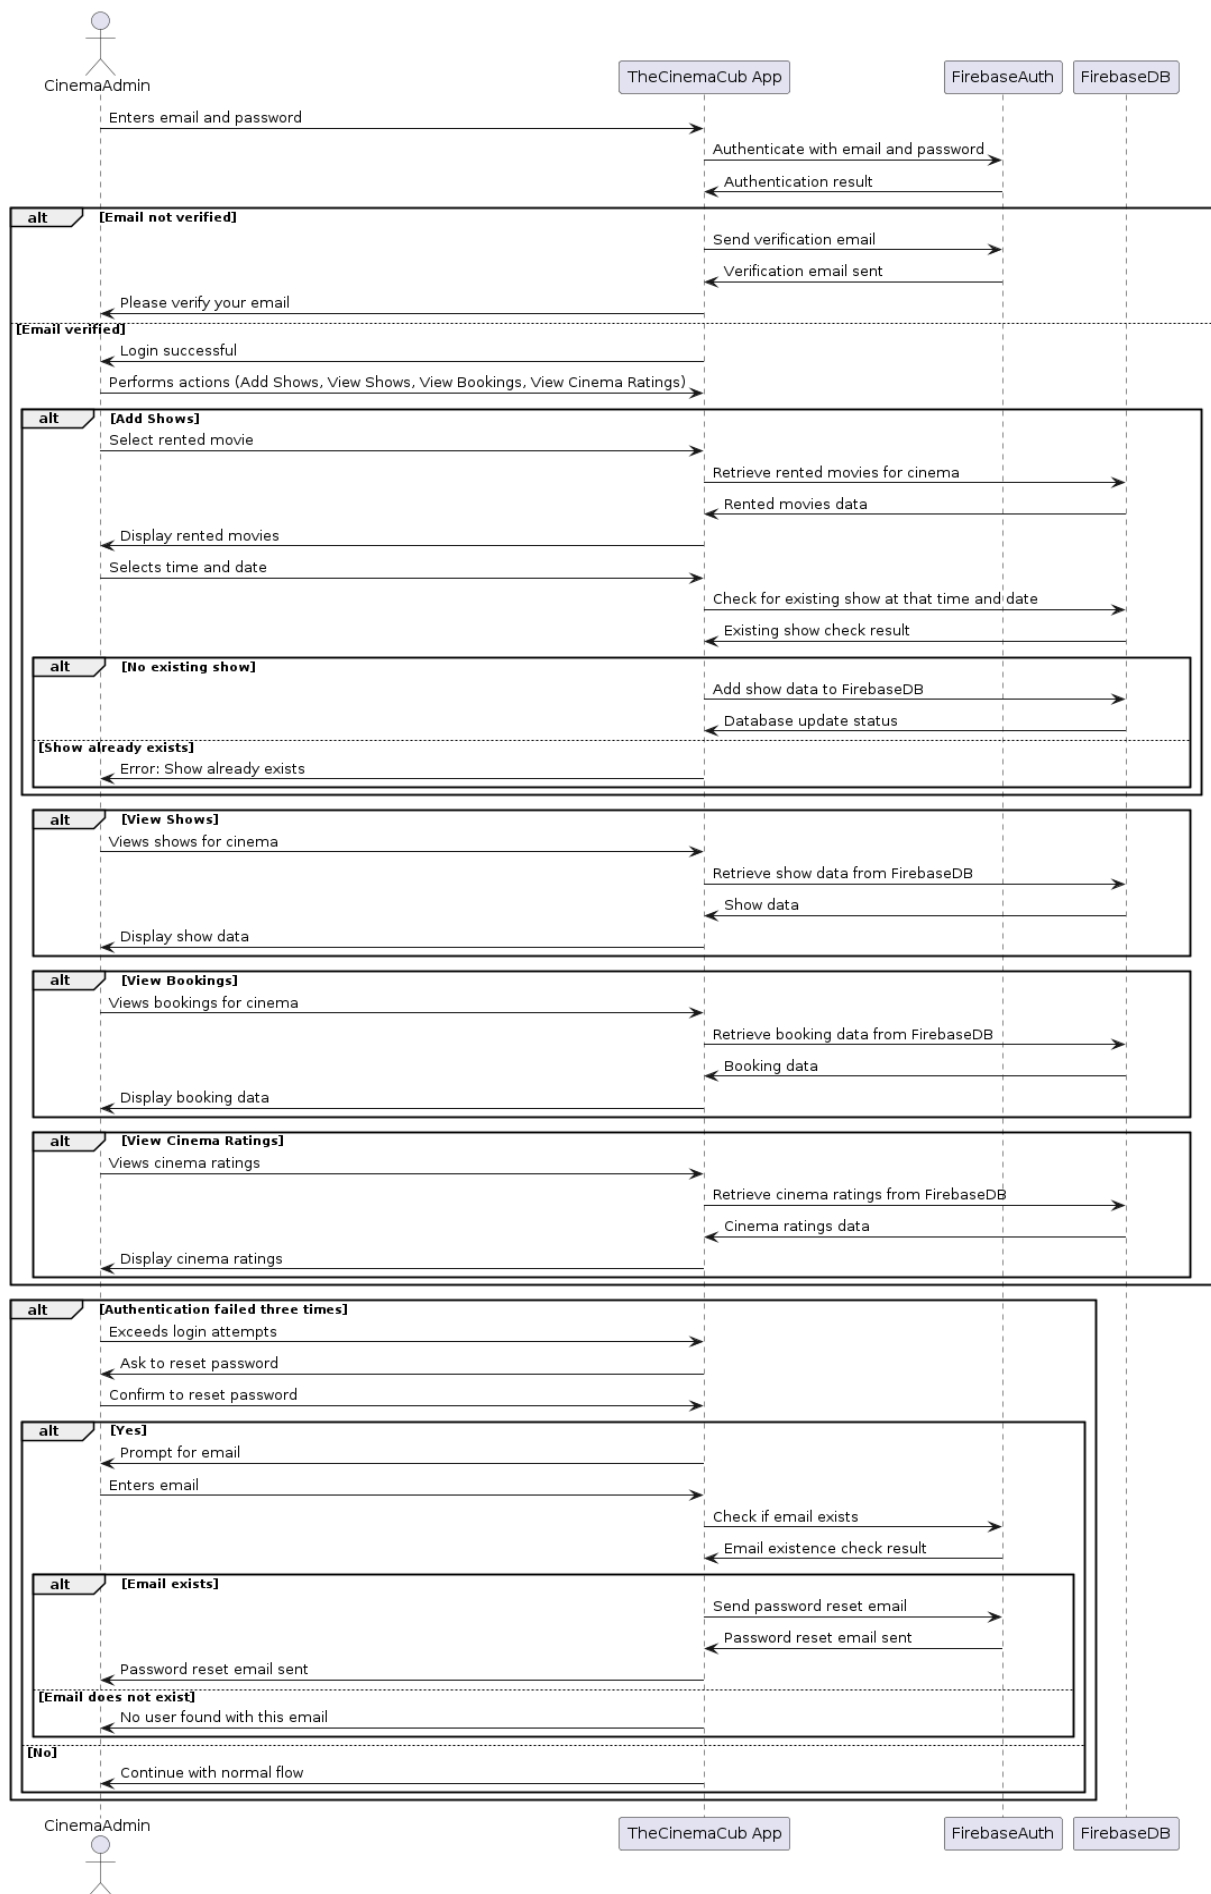 CinemaAdmin
TheCinemaCub App
FirebaseAuth
FirebaseDB
Enters email and password
Authenticate with email and password
Authentication result
alt [Email not verified]
Send verification email
Verification email sent
Please verify your email
[Email verified]
Login successful
Performs actions (Add Shows, View Shows, View Bookings, View Cinema Ratings)
alt [Add Shows]
Select rented movie
Retrieve rented movies for cinema
Rented movies data
Display rented movies
Selects time and date
Check for existing show at that time and date
Existing show check result
alt [No existing show]
Add show data to FirebaseDB
Database update status
[Show already exists]
Error: Show already exists
alt [View Shows]
Views shows for cinema
Retrieve show data from FirebaseDB
Show data
Display show data
alt [View Bookings]
Views bookings for cinema
Retrieve booking data from FirebaseDB
Booking data
Display booking data
alt [View Cinema Ratings]
Views cinema ratings
Retrieve cinema ratings from FirebaseDB
Cinema ratings data
Display cinema ratings
alt [Authentication failed three times]
Exceeds login attempts
Ask to reset password
Confirm to reset password
alt [Yes]
Prompt for email
Enters email
Check if email exists
Email existence check result
alt [Email exists]
Send password reset email
Password reset email sent
Password reset email sent
[Email does not exist]
No user found with this email
[No]
Continue with normal flow
CinemaAdmin
TheCinemaCub App
FirebaseAuth
FirebaseDB